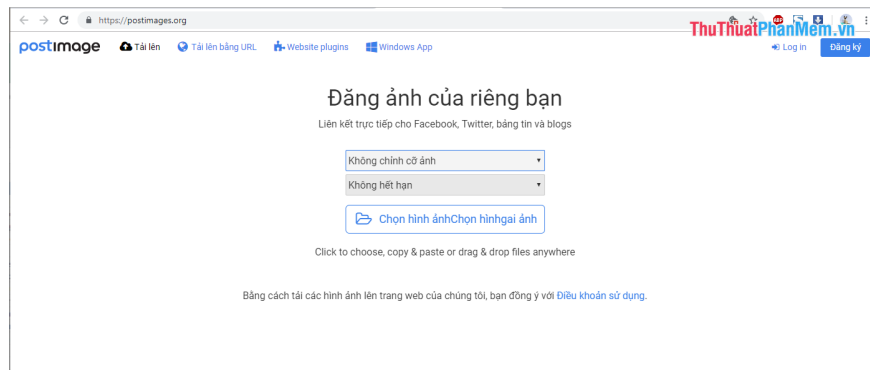 https://postimages.org
ThuThuatPhanMem.vn
postimage Tải lên Tải lên bằng URL Website plugins Windows App Log in Đăng ký
Đăng ảnh của riêng bạn
Liên kết trực tiếp cho Facebook, Twitter, bảng tin và blogs
Không chỉnh cỡ ảnh
Không hết hạn
Chọn hình ảnhChọn hìnhgai ảnh
Click to choose, copy & paste or drag & drop files anywhere
Bằng cách tải các hình ảnh lên trang web của chúng tôi, bạn đồng ý với Điều khoản sử dụng.